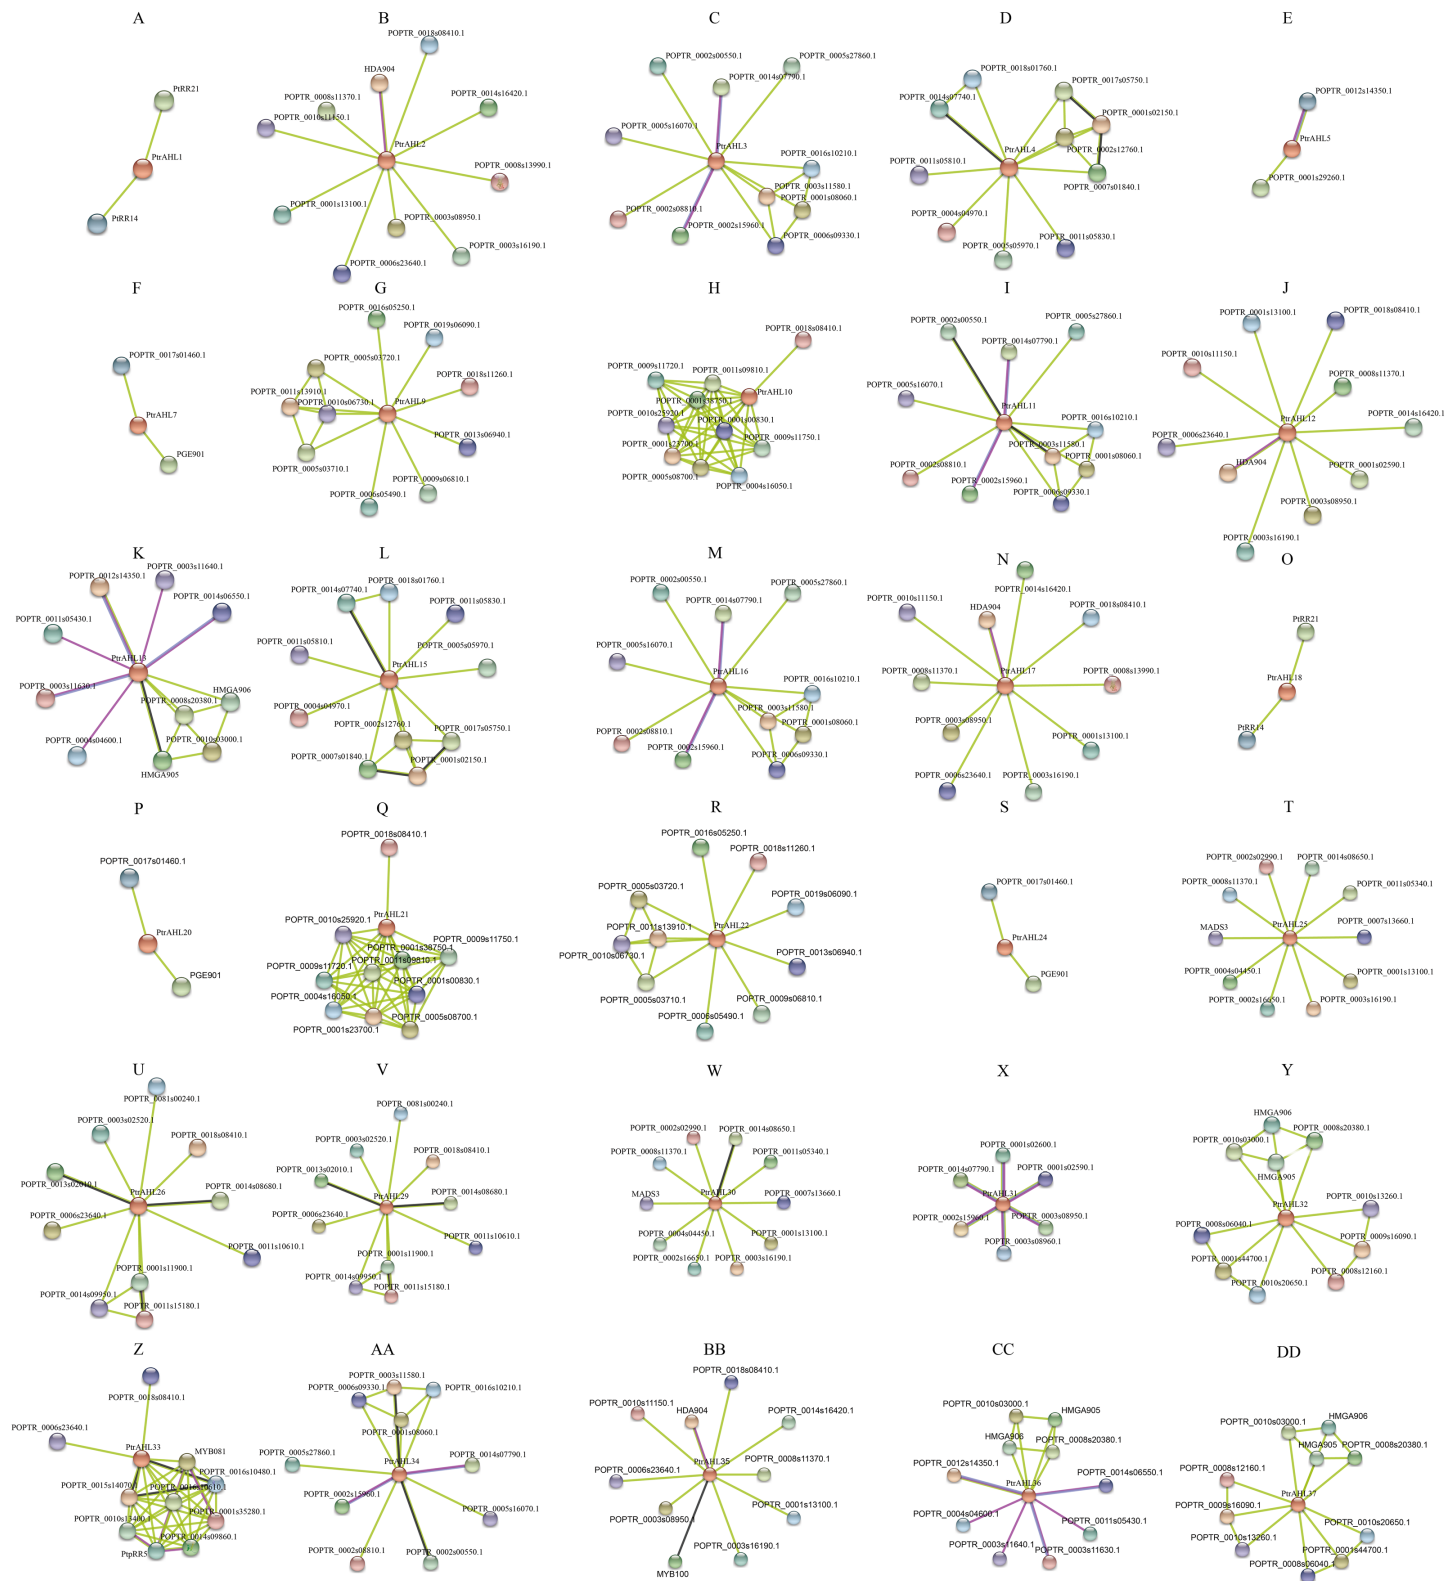 A
PtRR21
PtrAHL1
PtRR14
B
POPTR_0018s08410.1
HDA904
POPTR_0008s11370.1
POPTR_0014s16420.1
POPTR_0010s11150.1
PtrAHL2
POPTR_0008s13990.1
POPTR_0001s13100.1
POPTR_0003s08950.1
POPTR_0003s16190.1
POPTR_0006s23640.1
C
POPTR_0002s00550.1
POPTR_0005s27860.1
POPTR_0014s07790.1
POPTR_0005s16070.1
PtrAHL3
POPTR_0016s10210.1
POPTR_0003s11580.1
POPTR_0001s08060.1
POPTR_0002s08810.1
POPTR_0002s15960.1
POPTR_0006s09330.1
D
POPTR_0018s01760.1
POPTR_0017s05750.1
POPTR_0014s07740.1
POPTR_0001s02150.1
PtrAHL4
POPTR_0002s12760.1
POPTR_0011s05810.1
POPTR_0007s01840.1
POPTR_0004s04970.1
POPTR_0005s05970.1
POPTR_0011s05830.1
E
POPTR_0012s14350.1
PtrAHL5
POPTR_0001s29260.1
F
POPTR_0017s01460.1
PtrAHL7
PGE901
G
POPTR_0016s05250.1
POPTR_0019s06090.1
POPTR_0005s03720.1
POPTR_0018s11260.1
POPTR_0011s13910.1
POPTR_0010s06730.1
PtrAHL9
POPTR_0013s06940.1
POPTR_0005s03710.1
POPTR_0009s06810.1
POPTR_0006s05490.1
H
POPTR_0018s08410.1
POPTR_0009s11720.1
POPTR_0011s09810.1
PtrAHL10
POPTR_0001s38750.1
POPTR_0010s25920.1
POPTR_0001s00830.1
POPTR_0001s23700.1
POPTR_0009s11750.1
POPTR_0005s08700.1
POPTR_0004s16050.1
I
POPTR_0002s00550.1
POPTR_0005s27860.1
POPTR_0014s07790.1
POPTR_0005s16070.1
PtrAHL11
POPTR_0016s10210.1
POPTR_0003s11580.1
POPTR_0001s08060.1
POPTR_0002s08810.1
POPTR_0002s15960.1
POPTR_0006s09330.1
J
POPTR_0001s13100.1
POPTR_0018s08410.1
POPTR_0010s11150.1
POPTR_0008s11370.1
PtrAHL12
POPTR_0014s16420.1
POPTR_0006s23640.1
HDA904
POPTR_0001s02590.1
POPTR_0003s08950.1
POPTR_0003s16190.1
K
POPTR_0003s11640.1
POPTR_0012s14350.1
POPTR_0014s06550.1
POPTR_0011s05430.1
PtrAHL13
POPTR_0003s11630.1
HMGA906
POPTR_0008s20380.1
POPTR_0004s04600.1
POPTR_0010s03000.1
HMGA905
L
POPTR_0018s01760.1
POPTR_0014s07740.1
POPTR_0011s05830.1
POPTR_0011s05810.1
POPTR_0005s05970.1
PtrAHL15
POPTR_0004s04970.1
POPTR_0002s12760.1
POPTR_0017s05750.1
POPTR_0007s01840.1
POPTR_0001s02150.1
M
POPTR_0002s00550.1
POPTR_0005s27860.1
POPTR_0014s07790.1
POPTR_0005s16070.1
PtrAHL16
POPTR_0016s10210.1
POPTR_0003s11580.1
POPTR_0001s08060.1
POPTR_0002s08810.1
POPTR_0002s15960.1
POPTR_0006s09330.1
N
POPTR_0014s16420.1
POPTR_0010s11150.1
HDA904
POPTR_0018s08410.1
PtrAHL17
POPTR_0008s11370.1
POPTR_0008s13990.1
POPTR_0003s08950.1
POPTR_0001s13100.1
POPTR_0006s23640.1
POPTR_0003s16190.1
O
PtRR21
PtrAHL18
PtRR14
P
POPTR_0017s01460.1
PtrAHL20
PGE901
Q
POPTR_0018s08410.1
PtrAHL21
POPTR_0010s25920.1
POPTR_0001s38750.1
POPTR_0009s11750.1
POPTR_0011s09810.1
POPTR_0009s11720.1
POPTR_0001s00830.1
POPTR_0004s16050.1
POPTR_0005s08700.1
POPTR_0001s23700.1
R
POPTR_0016s05250.1
POPTR_0018s11260.1
POPTR_0005s03720.1
POPTR_0019s06090.1
POPTR_0011s13910.1
PtrAHL22
POPTR_0010s06730.1
POPTR_0013s06940.1
POPTR_0005s03710.1
POPTR_0009s06810.1
POPTR_0006s05490.1
S
POPTR_0017s01460.1
PtrAHL24
PGE901
T
POPTR_0002s02990.1
POPTR_0014s08650.1
POPTR_0008s11370.1
POPTR_0011s05340.1
MADS3
PtrAHL25
POPTR_0007s13660.1
POPTR_0004s04450.1
POPTR_0001s13100.1
POPTR_0002s16650.1
POPTR_0003s16190.1
U
POPTR_0081s00240.1
POPTR_0003s02520.1
POPTR_0018s08410.1
POPTR_0013s02010.1
PtrAHL26
POPTR_0014s08680.1
POPTR_0006s23640.1
POPTR_0011s10610.1
POPTR_0001s11900.1
POPTR_0014s09950.1
POPTR_0011s15180.1
V
POPTR_0081s00240.1
POPTR_0003s02520.1
POPTR_0018s08410.1
POPTR_0013s02010.1
PtrAHL29
POPTR_0014s08680.1
POPTR_0006s23640.1
POPTR_0011s10610.1
POPTR_0001s11900.1
POPTR_0014s09950.1
POPTR_0011s15180.1
W
POPTR_0002s02990.1
POPTR_0014s08650.1
POPTR_0008s11370.1
POPTR_0011s05340.1
MADS3
PtrAHL30
POPTR_0007s13660.1
POPTR_0004s04450.1
POPTR_0001s13100.1
POPTR_0002s16650.1
POPTR_0003s16190.1
X
POPTR_0001s02600.1
POPTR_0014s07790.1
POPTR_0001s02590.1
PtrAHL31
POPTR_0002s15960.1
POPTR_0003s08950.1
POPTR_0003s08960.1
Y
HMGA906
POPTR_0008s20380.1
POPTR_0010s03000.1
HMGA905
POPTR_0010s13260.1
PtrAHL32
POPTR_0008s06040.1
POPTR_0009s16090.1
POPTR_0001s44700.1
POPTR_0008s12160.1
POPTR_0010s20650.1
Z
POPTR_0018s08410.1
POPTR_0006s23640.1
PtrAHL33
MYB081
POPTR_0016s10480.1
POPTR_0015s14070.1
POPTR_0001s35280.1
POPTR_0010s13400.1
POPTR_0014s09860.1
PtpRR5
AA
POPTR_0003s11580.1
POPTR_0006s09330.1
POPTR_0016s10210.1
POPTR_0001s08060.1
POPTR_0005s27860.1
POPTR_0014s07790.1
PtrAHL34
POPTR_0002s15960.1
POPTR_0005s16070.1
POPTR_0002s08810.1
POPTR_0002s00550.1
BB
POPTR_0018s08410.1
POPTR_0010s11150.1
HDA904
POPTR_0014s16420.1
PtrAHL35
POPTR_0008s11370.1
POPTR_0006s23640.1
POPTR_0001s13100.1
POPTR_0003s08950.1
POPTR_0003s16190.1
MYB100
CC
POPTR_0010s03000.1
HMGA905
HMGA906
POPTR_0008s20380.1
POPTR_0012s14350.1
POPTR_0014s06550.1
PtrAHL36
POPTR_0004s04600.1
POPTR_0011s05430.1
POPTR_0003s11640.1
POPTR_0003s11630.1
DD
HMGA906
POPTR_0010s03000.1
HMGA905
POPTR_0008s20380.1
POPTR_0008s12160.1
PtrAHL37
POPTR_0009s16090.1
POPTR_0010s20650.1
POPTR_0010s13260.1
POPTR_0001s44700.1
POPTR_0008s06040.1